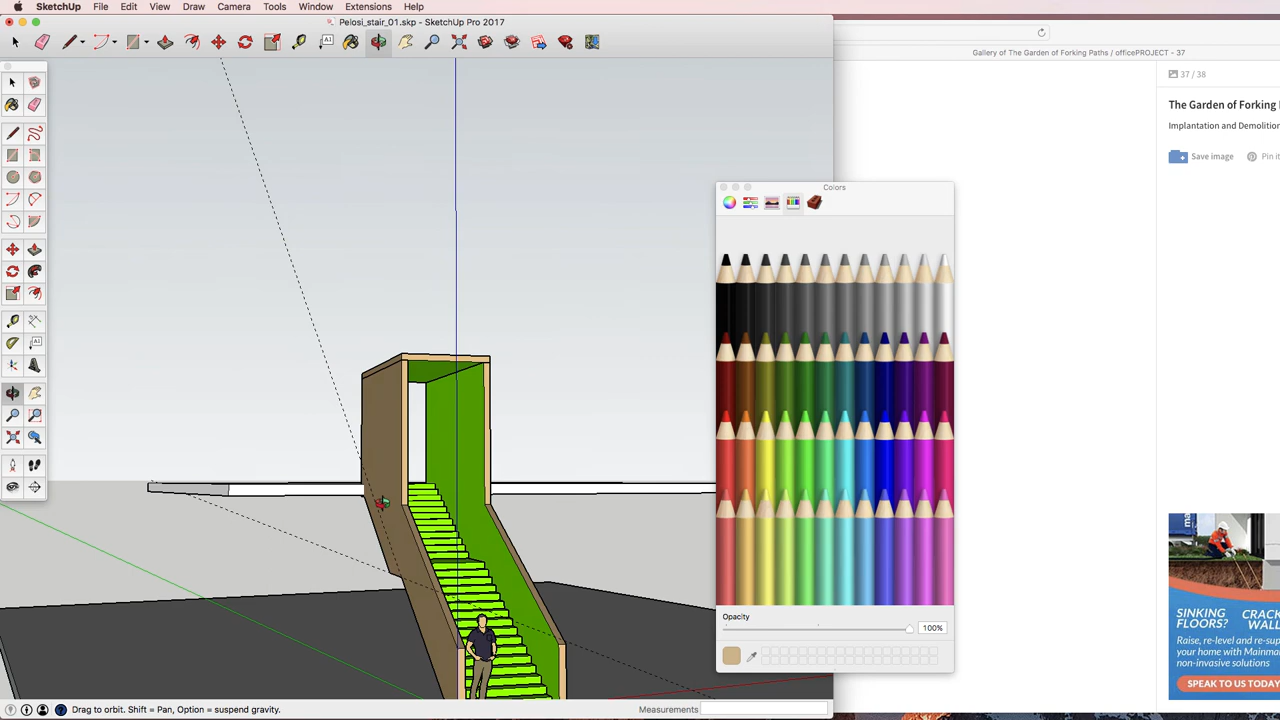 SketchUp File Edit View Draw Camera Tools Window Extensions Help
Pelosi_stair_01.skp - SketchUp Pro 2017
Gallery of The Garden of Forking Paths / officePROJECT - 37
37 / 38
The Garden of Forking
Implantation and Demolition
Save image Pin it
Colors
Opacity
100%
SINKING
FLOORS?
Raise, re-level and re-su
your home with Mainma
non-invasive solutions
SPEAK TO US TODAY
Drag to orbit. Shift = Pan, Option = suspend gravity.
Measurements